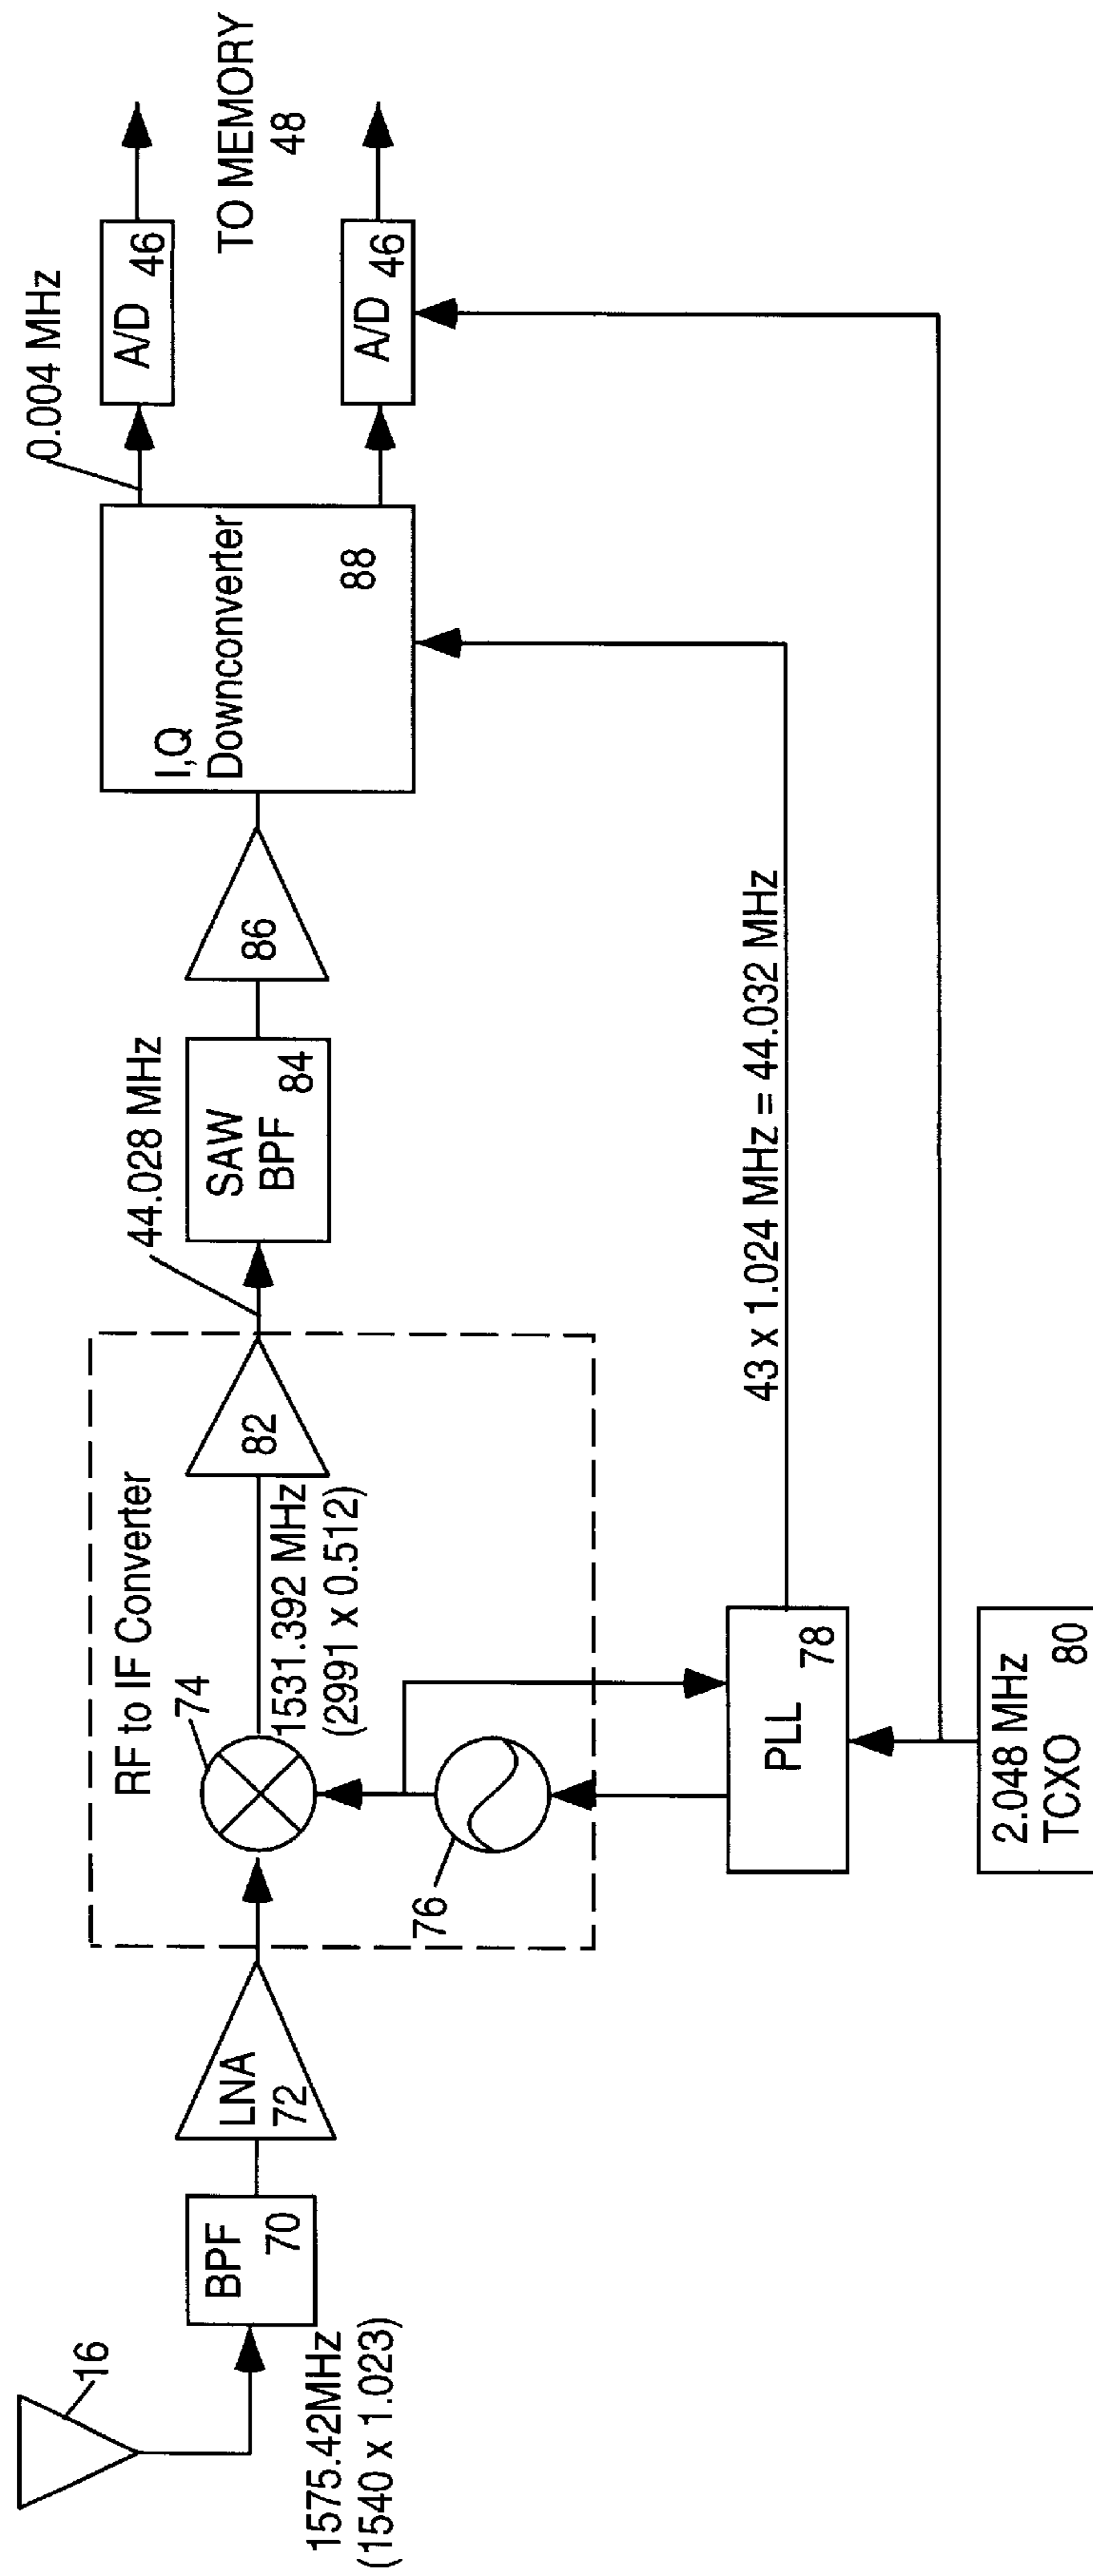 16
1575.42MHz
(1540 x 1.023)
BPF
70
LNA
72
RF to IF Converter
74
76
1531.392 MHz
(2991 x 0.512)
82
44.028 MHz
SAW
BPF
84
86
I,Q
Downconverter
88
0.004 MHz
A/D 46
A/D 46
TO MEMORY
48
43 x 1.024 MHz = 44.032 MHz
PLL
78
2.048 MHz
TCXO 80